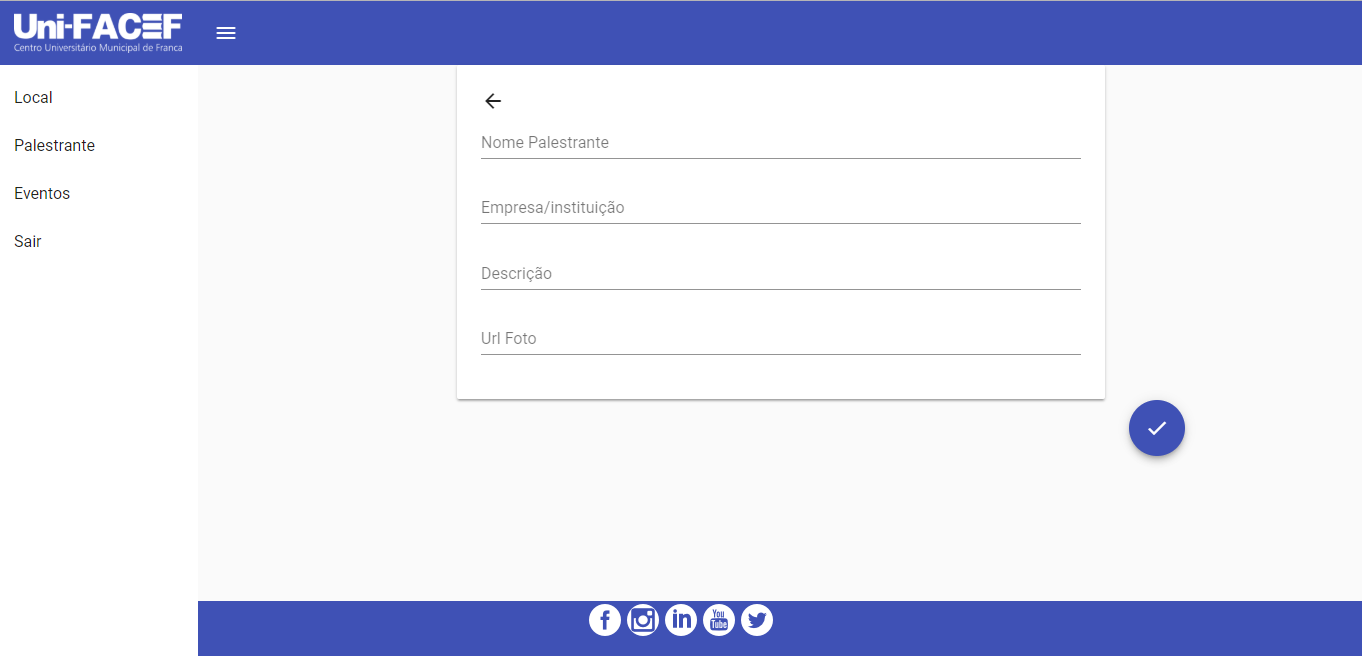 Uni-FACEF
Centro Universitário Municipal de Franca
Local
Palestrante
Eventos
Sair
Nome Palestrante
Empresa/instituição
Descrição
Url Foto
f
in
You
Tube